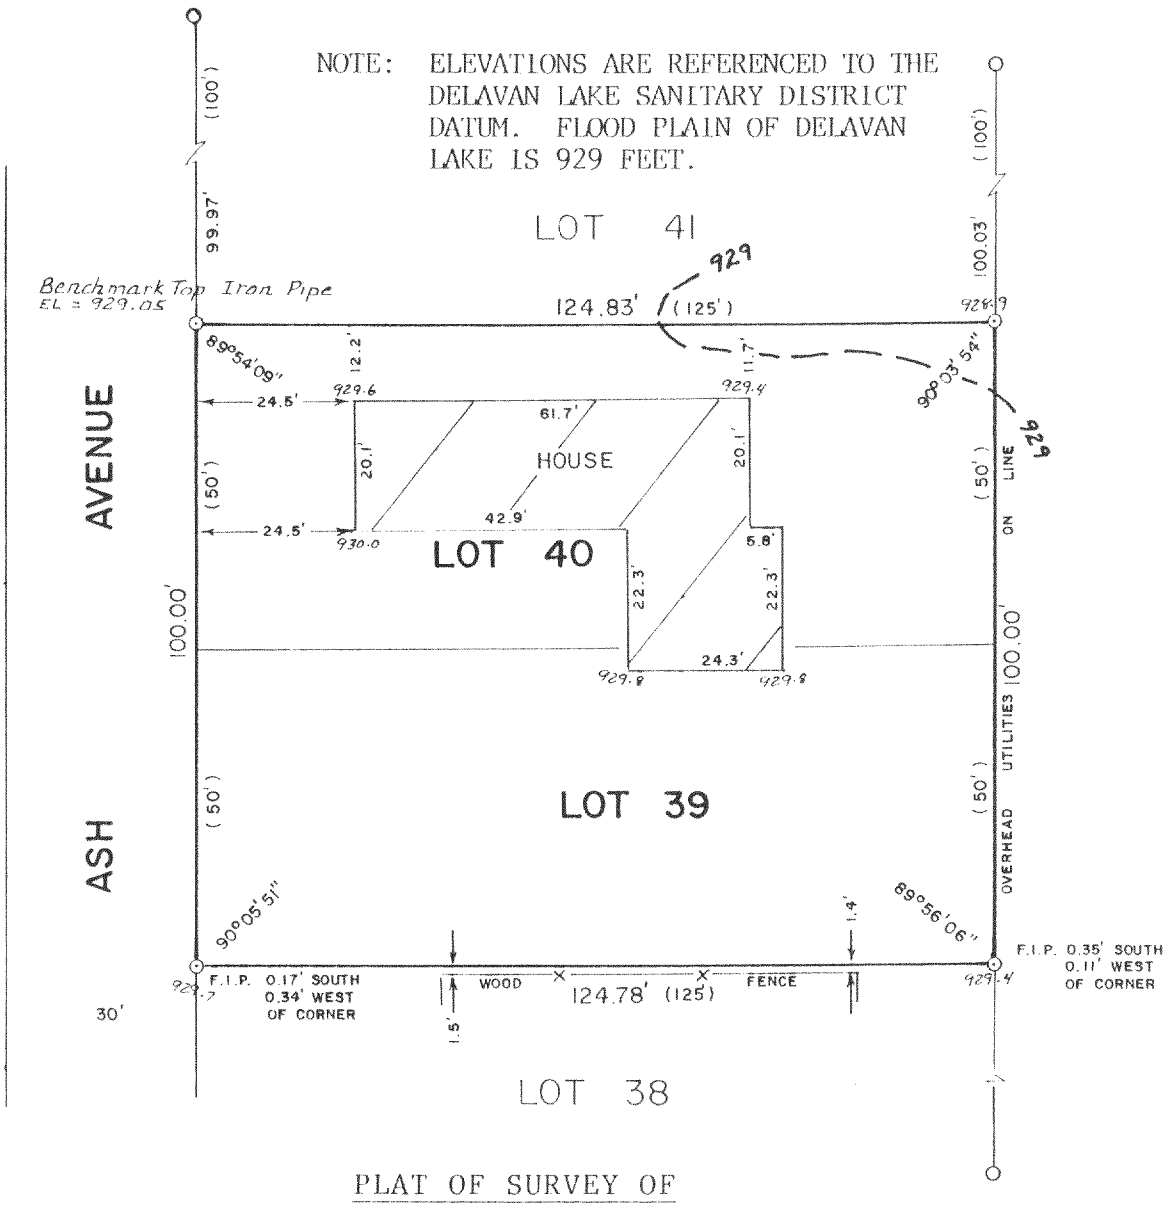 NOTE: ELEVATIONS ARE REFERENCED TO THE
DELAVAN LAKE SANITARY DISTRICT
DATUM. FLOOD PLAIN OF DELAVAN
LAKE IS 929 FEET.
(100')
(100')
99.97'
100.03'
LOT 41
929
Benchmark Top Iron Pipe
EL = 929.05
124.83' (125')
928.9
89°54'09"
12.2'
11.7'
90°03'54"
929.6
929.4
24.5'
61.7'
929
AVENUE
(50')
20.1'
HOUSE
20.1'
(50')
24.5'
42.9'
930.0
5.8'
LOT 40
22.3'
22.3'
100.00'
100.00'
24.3'
929.8
929.8
OVERHEAD UTILITIES ON LINE
(50')
LOT 39
(50')
ASH
90°05'51"
89°56'06"
1.4'
929.7
F.I.P. 0.17' SOUTH
0.34' WEST
OF CORNER
WOOD FENCE
124.78' (125')
929.4
F.I.P. 0.35' SOUTH
0.11' WEST
OF CORNER
30'
1.5'
LOT 38
PLAT OF SURVEY OF